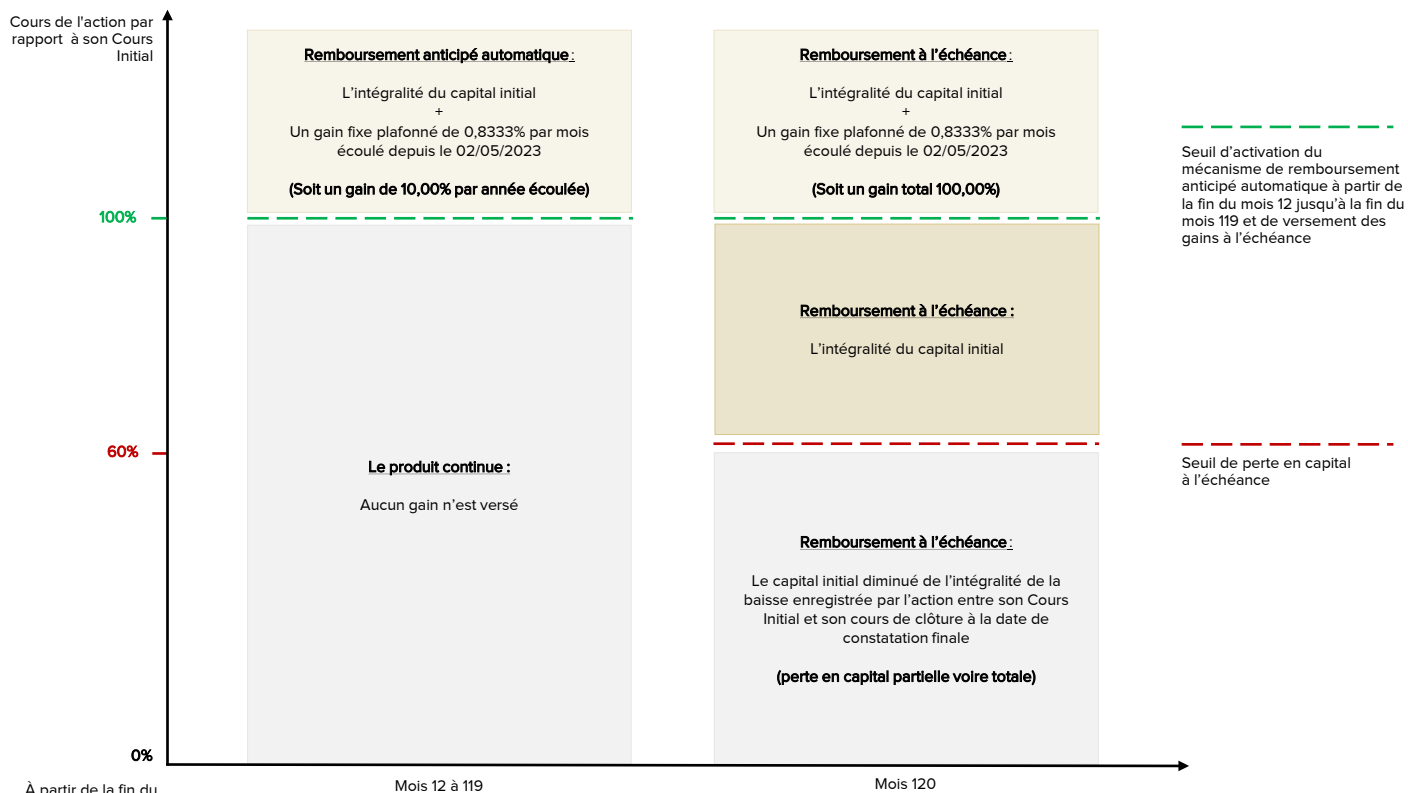 Cours de l'action par
rapport à son Cours
Initial
Remboursement anticipé automatique :
L'intégralité du capital initial
+
Un gain fixe plafonné de 0,8333% par mois
écoulé depuis le 02/05/2023
(Soit un gain de 10,00% par année écoulée)
Remboursement à l'échéance :
L'intégralité du capital initial
+
Un gain fixe plafonné de 0,8333% par mois
écoulé depuis le 02/05/2023
(Soit un gain total 100,00%)
Seuil d'activation du
mécanisme de remboursement
anticipé automatique à partir de
la fin du mois 12 jusqu'à la fin du
mois 119 et de versement des
gains à l'échéance
100%
Remboursement à l'échéance :
L'intégralité du capital initial
60%
Le produit continue :
Aucun gain n'est versé
Seuil de perte en capital
à l'échéance
Remboursement à l'échéance :
Le capital initial diminué de l'intégralité de la
baisse enregistrée par l'action entre son Cours
Initial et son cours de clôture à la date de
constatation finale
(perte en capital partielle voire totale)
0%
À partir de la fin du
Mois 12 à 119
Mois 120